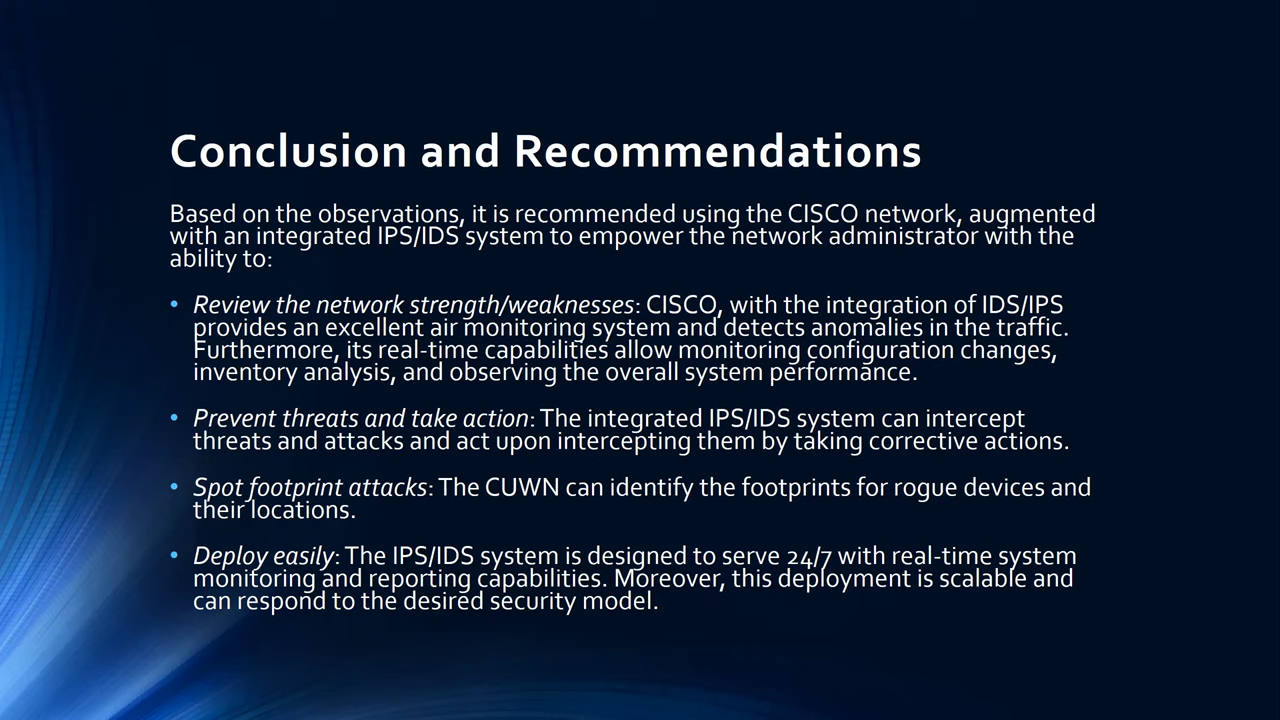 Conclusion and Recommendations
Based on the observations, it is recommended using the CISCO network, augmented
with an integrated IPS/IDS system to empower the network administrator with the
ability to:
• Review the network strength/weaknesses: CISCO, with the integration of IDS/IPS
provides an excellent air monitoring system and detects anomalies in the traffic.
Furthermore, its real-time capabilities allow monitoring configuration changes,
inventory analysis, and observing the overall system performance.
• Prevent threats and take action: The integrated IPS/IDS system can intercept
threats and attacks and act upon intercepting them by taking corrective actions.
• Spot footprint attacks: The CUWN can identify the footprints for rogue devices and
their locations.
• Deploy easily: The IPS/IDS system is designed to serve 24/7 with real-time system
monitoring and reporting capabilities. Moreover, this deployment is scalable and
can respond to the desired security model.